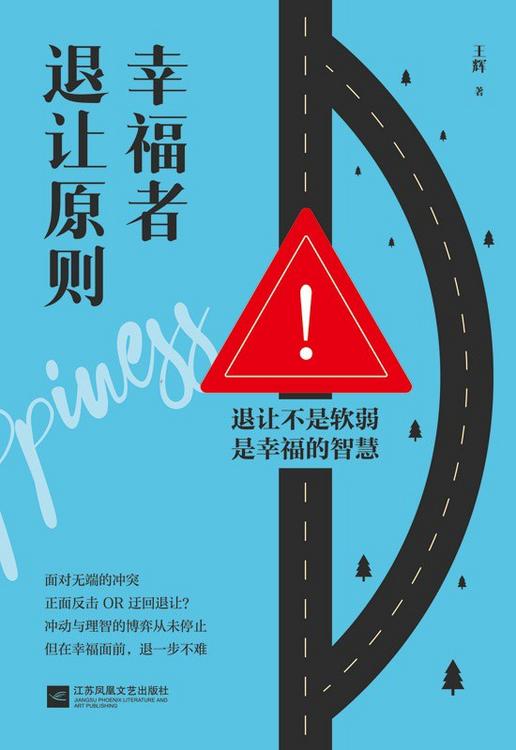 幸福者
退让原则
王辉 著
ppiness
!
退让不是软弱
是幸福的智慧
面对无端的冲突
正面反击 OR 迂回退让?
冲动与理智的博弈从未停止
但在幸福面前，退一步不难
江苏凤凰文艺出版社
JIANGSU PHOENIX LITERATURE AND
ART PUBLISHING